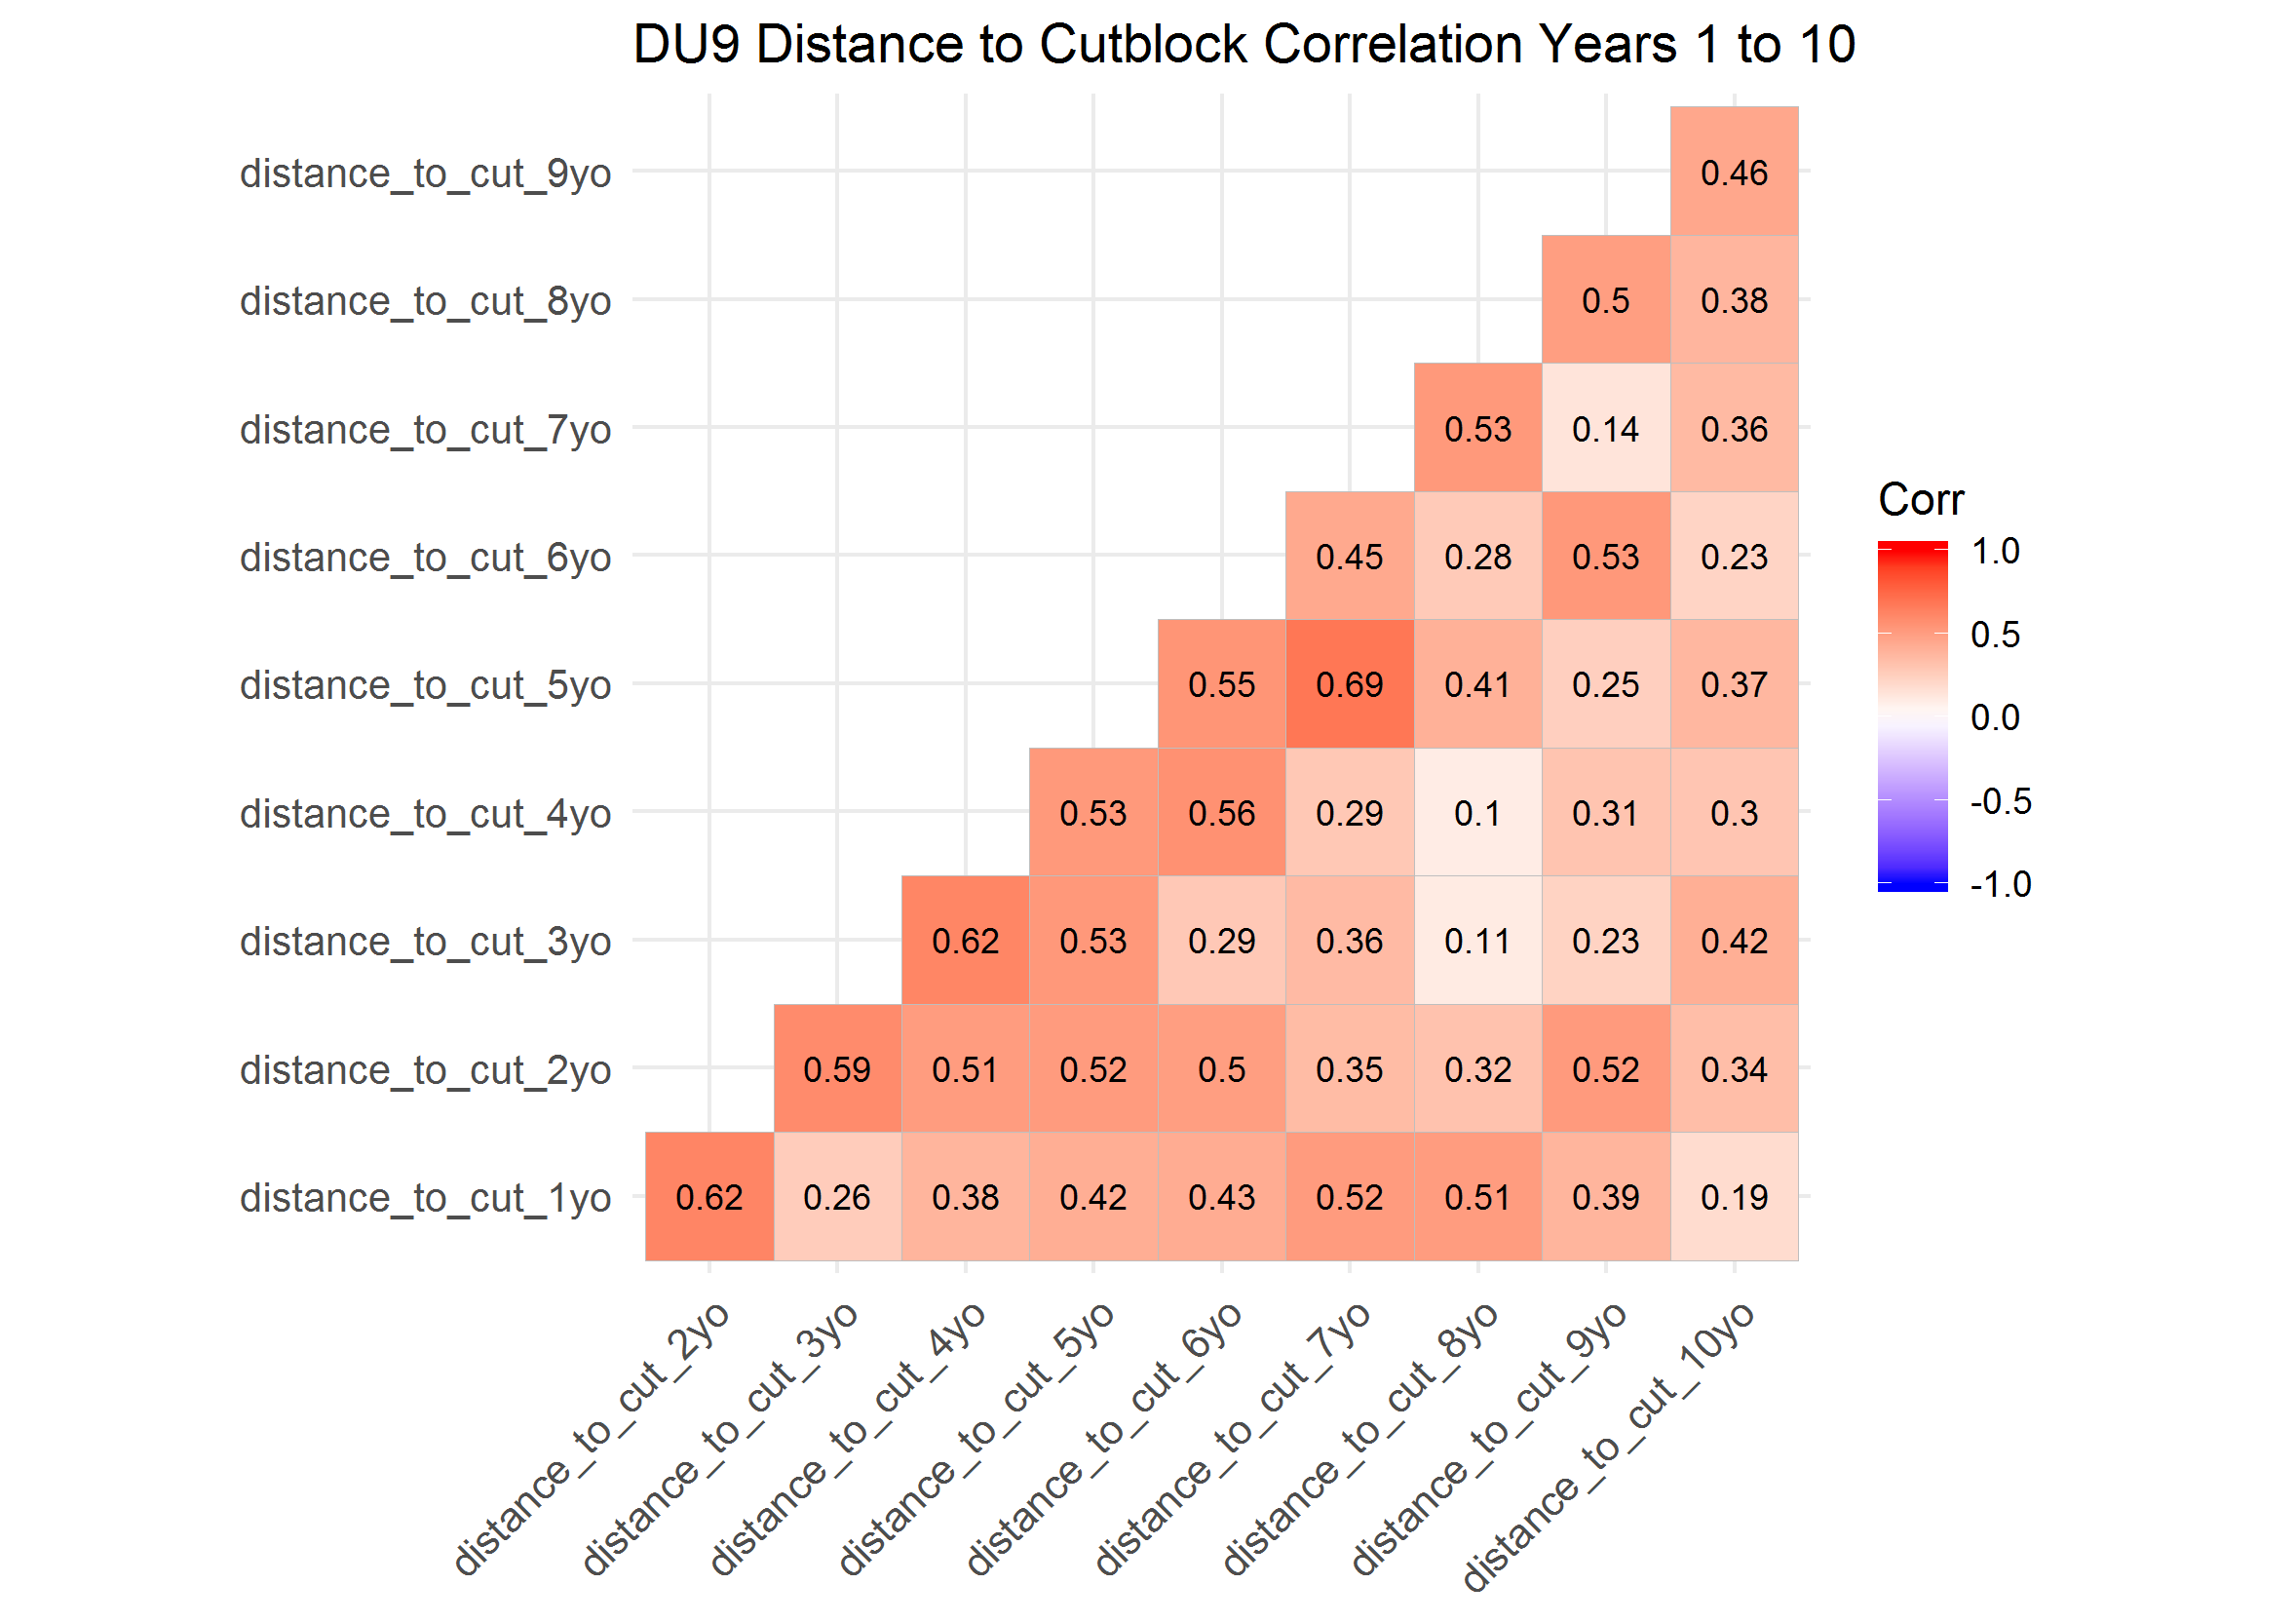 DU9 Distance to Cutblock Correlation Years 1 to 10
distance_to_cut_9yo 0.46
distance_to_cut_8yo 0.5 0.38
distance_to_cut_7yo 0.53 0.14 0.36
distance_to_cut_6yo 0.45 0.28 0.53 0.23
distance_to_cut_5yo 0.55 0.69 0.41 0.25 0.37
distance_to_cut_4yo 0.53 0.56 0.29 0.1 0.31 0.3
distance_to_cut_3yo 0.62 0.53 0.29 0.36 0.11 0.23 0.42
distance_to_cut_2yo 0.59 0.51 0.52 0.5 0.35 0.32 0.52 0.34
distance_to_cut_1yo 0.62 0.26 0.38 0.42 0.43 0.52 0.51 0.39 0.19
distance_to_cut_2yo
distance_to_cut_3yo
distance_to_cut_4yo
distance_to_cut_5yo
distance_to_cut_6yo
distance_to_cut_7yo
distance_to_cut_8yo
distance_to_cut_9yo
distance_to_cut_10yo
Corr
1.0
0.5
0.0
-0.5
-1.0